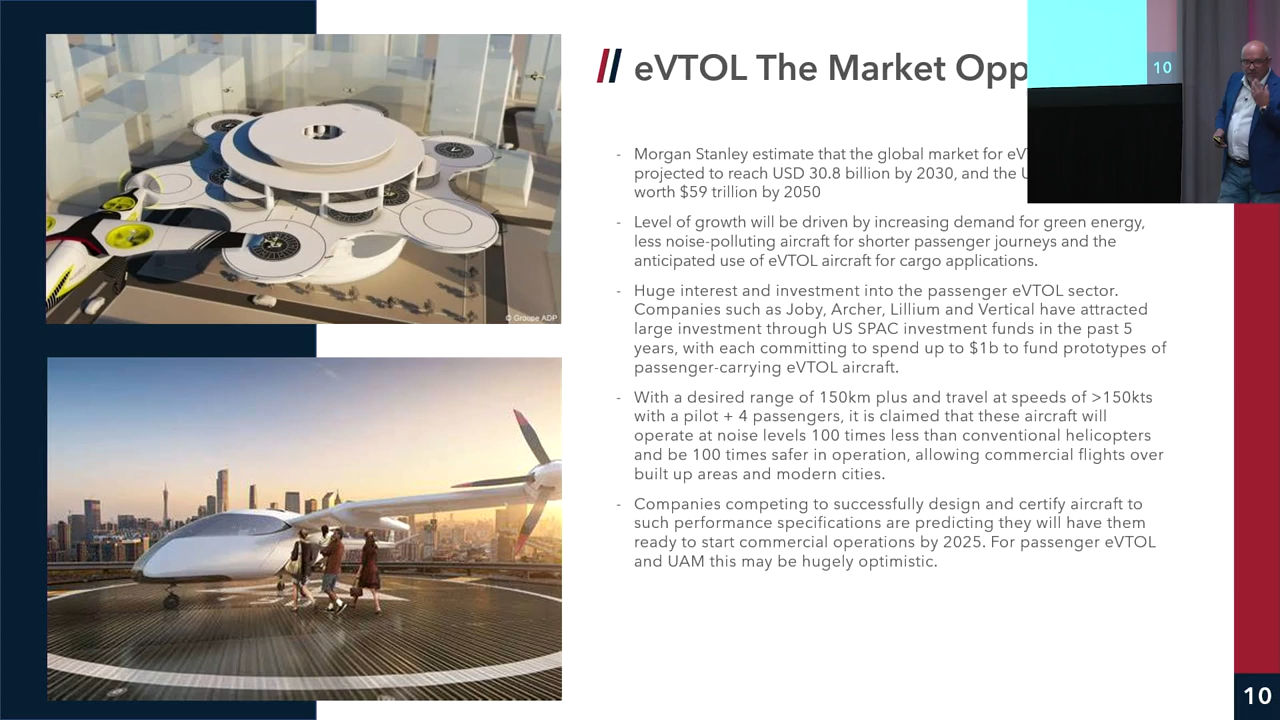 // eVTOL The Market Opp
10
- Morgan Stanley estimate that the global market for eV
projected to reach USD 30.8 billion by 2030, and the U
worth $59 trillion by 2050
- Level of growth will be driven by increasing demand for green energy,
less noise-polluting aircraft for shorter passenger journeys and the
anticipated use of eVTOL aircraft for cargo applications.
- Huge interest and investment into the passenger eVTOL sector.
Companies such as Joby, Archer, Lillium and Vertical have attracted
large investment through US SPAC investment funds in the past 5
years, with each committing to spend up to $1b to fund prototypes of
passenger-carrying eVTOL aircraft.
- With a desired range of 150km plus and travel at speeds of >150kts
with a pilot + 4 passengers, it is claimed that these aircraft will
operate at noise levels 100 times less than conventional helicopters
and be 100 times safer in operation, allowing commercial flights over
built up areas and modern cities.
- Companies competing to successfully design and certify aircraft to
such performance specifications are predicting they will have them
ready to start commercial operations by 2025. For passenger eVTOL
and UAM this may be hugely optimistic.
© Groupe ADP
10